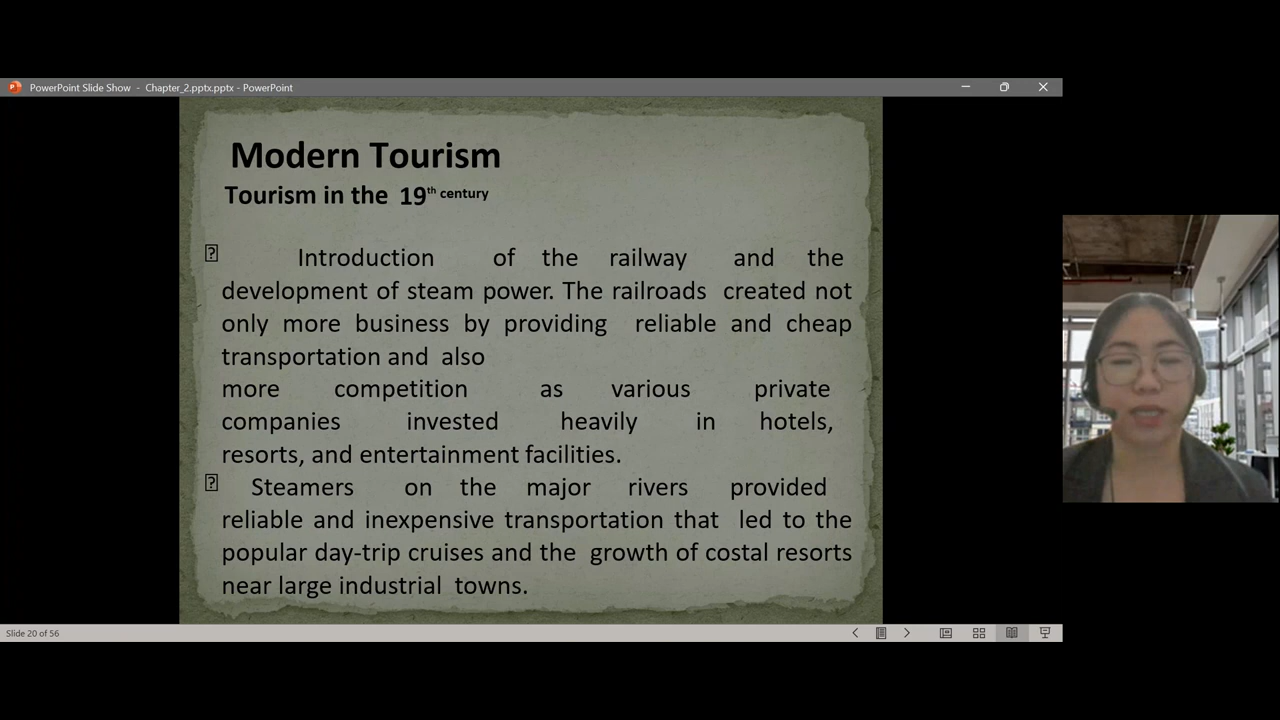 PowerPoint Slide Show - Chapter_2.pptx.pptx - PowerPoint
Modern Tourism
Tourism in the 19th century
Introduction of the railway and the
development of steam power. The railroads created not
only more business by providing reliable and cheap
transportation and also
more competition as various private
companies invested heavily in hotels,
resorts, and entertainment facilities.
Steamers on the major rivers provided
reliable and inexpensive transportation that led to the
popular day-trip cruises and the growth of costal resorts
near large industrial towns.
Slide 20 of 56